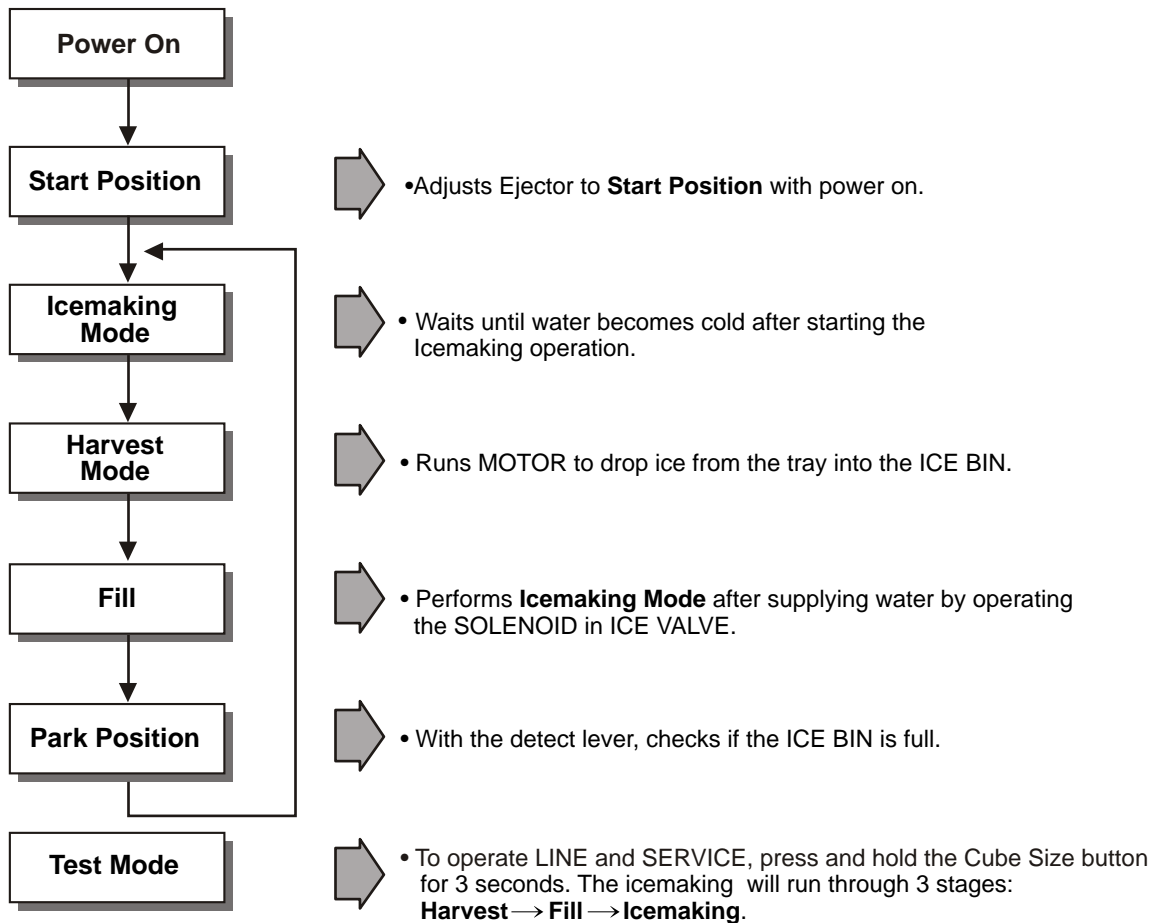 Power On
Start Position
•Adjusts Ejector to Start Position with power on.
Icemaking
Mode
• Waits until water becomes cold after starting the
Icemaking operation.
Harvest
Mode
• Runs MOTOR to drop ice from the tray into the ICE BIN.
Fill
• Performs Icemaking Mode after supplying water by operating
the SOLENOID in ICE VALVE.
Park Position
• With the detect lever, checks if the ICE BIN is full.
Test Mode
• To operate LINE and SERVICE, press and hold the Cube Size button
for 3 seconds. The icemaking will run through 3 stages:
Harvest→Fill→Icemaking.